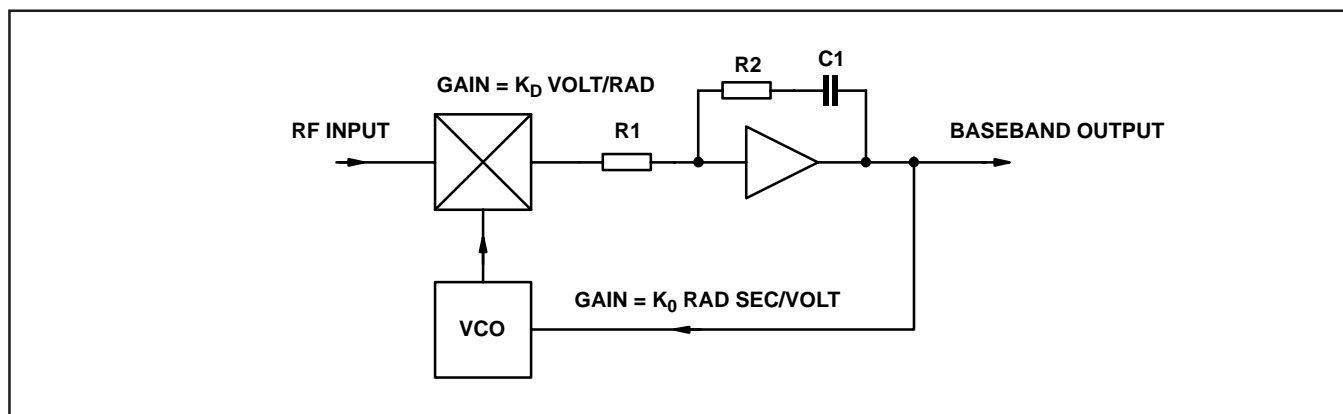 C1
R2
GAIN = K_D VOLT/RAD
RF INPUT
R1
BASEBAND OUTPUT
GAIN = K_0 RAD SEC/VOLT
VCO